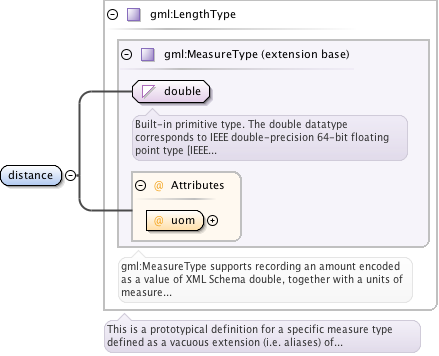 gml:LengthType
gml:MeasureType (extension base)
double
Built-in primitive type. The double datatype
corresponds to IEEE double-precision 64-bit floating
point type [IEEE...
distance
@ Attributes
@ uom
gml:MeasureType supports recording an amount encoded
as a value of XML Schema double, together with a units of
measure...
This is a prototypical definition for a specific measure type
defined as a vacuous extension (i.e. aliases) of...